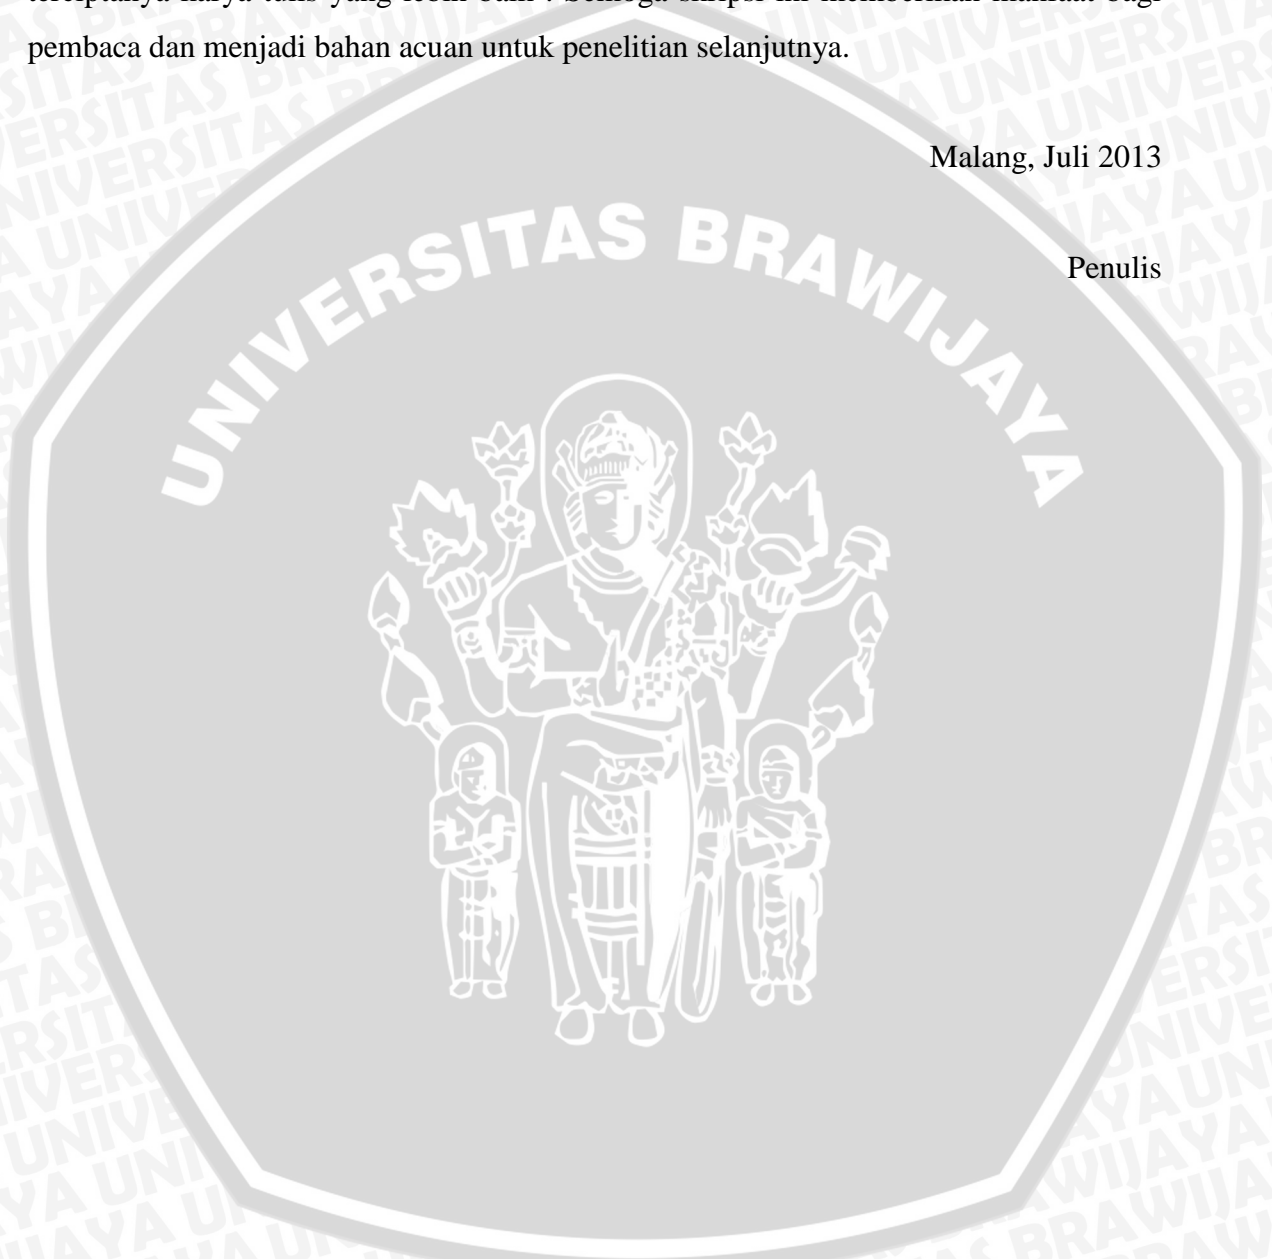 terciptanya karya tulis yang lebih baik . Semoga skripsi ini memberikan manfaat bagi
pembaca dan menjadi bahan acuan untuk penelitian selanjutnya.
Malang, Juli 2013
Penulis
UNIVERSITAS BRAWIJAYA